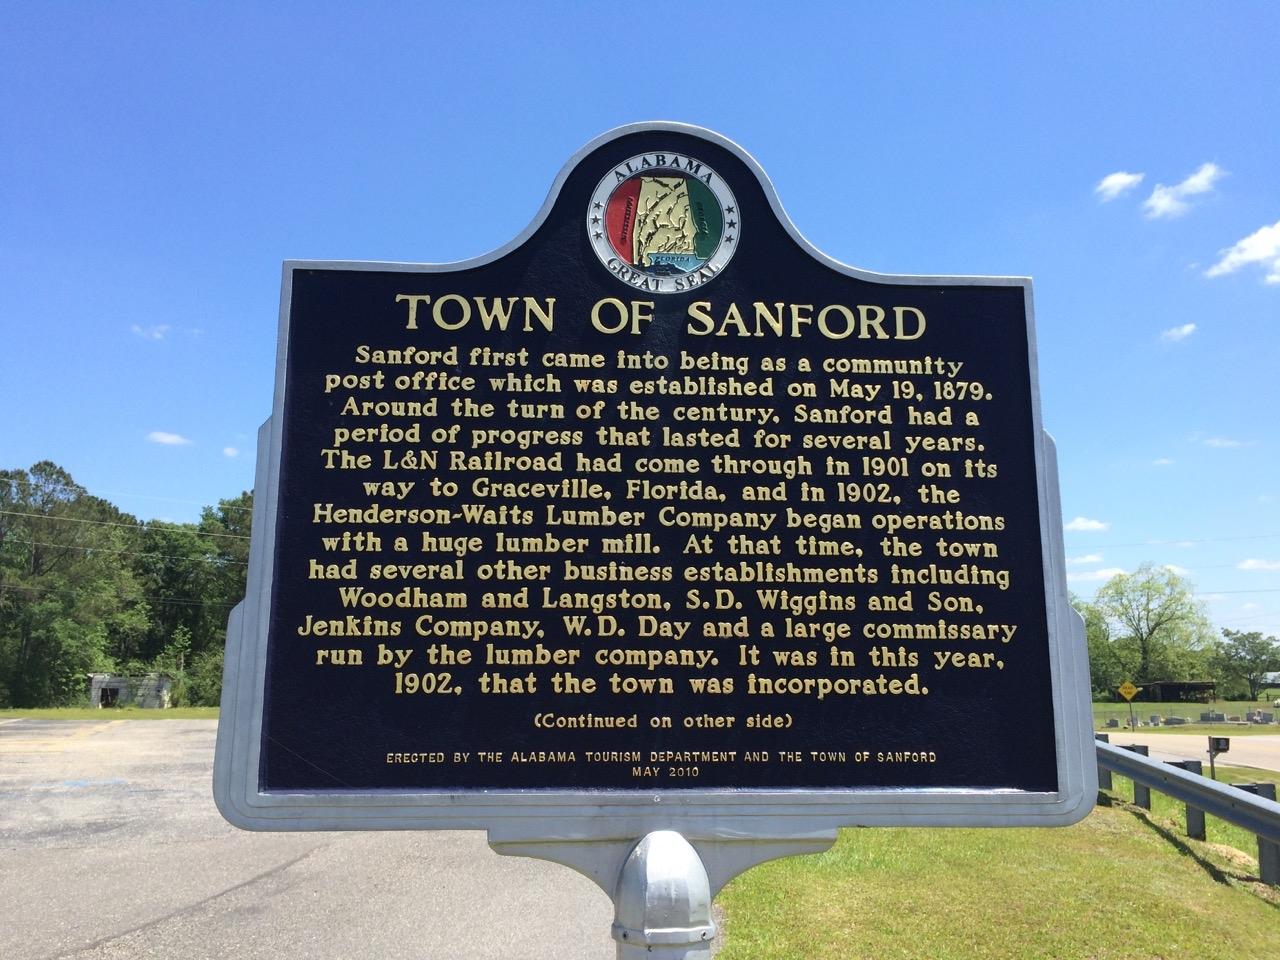 ALABAMA
MISSISSIPPI
GEORGIA
FLORIDA
GREAT SEAL
TOWN OF SANFORD
Sanford first came into being as a community
post office which was established on May 19, 1879.
Around the turn of the century, Sanford had a
period of progress that lasted for several years.
The L&N Railroad had come through in 1901 on its
way to Graceville, Florida, and in 1902, the
Henderson-Waits Lumber Company began operations
with a huge lumber mill. At that time, the town
had several other business establishments including
Woodham and Langston, S.D. Wiggins and Son,
Jenkins Company, W.D. Day and a large commissary
run by the lumber company. It was in this year,
1902, that the town was incorporated.
(Continued on other side)
ERECTED BY THE ALABAMA TOURISM DEPARTMENT AND THE TOWN OF SANFORD
MAY 2010